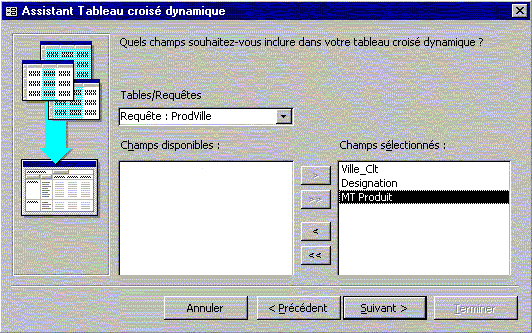 Assistant Tableau croisé dynamique
Quels champs souhaitez-vous inclure dans votre tableau croisé dynamique ?
Tables/Requêtes
Requête : ProdVille
Champs disponibles :
Champs sélectionnés :
Ville_Clt
Designation
MT Produit
>
>>
<
<<
Annuler
< Précédent
Suivant >
Terminer